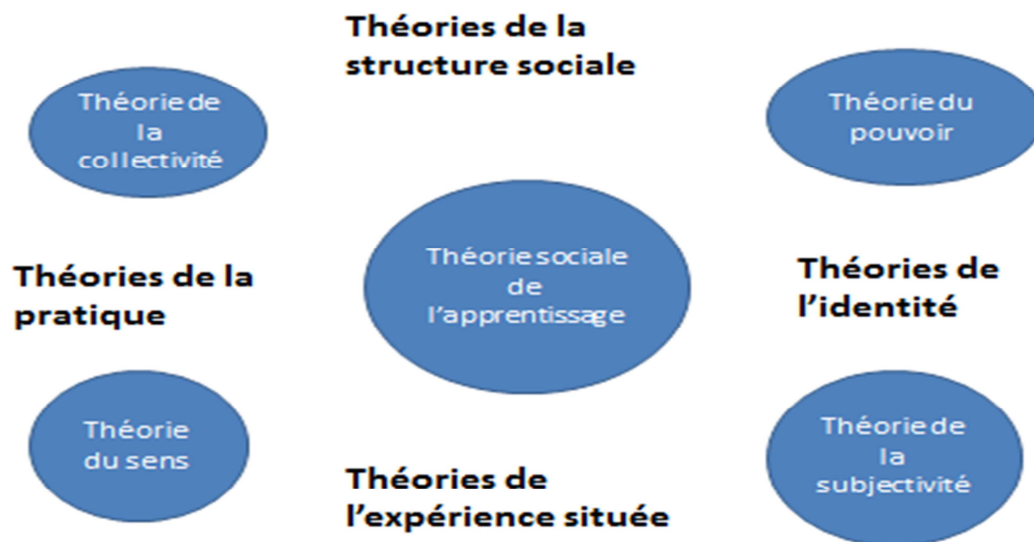 Théories de la
structure sociale
Théorie de
la
collectivité
Théorie du
pouvoir
Théories de la
pratique
Théorie sociale
de
l'apprentissage
Théories de
l'identité
Théorie
du sens
Théories de
l'expérience située
Théorie de
la
subjectivité